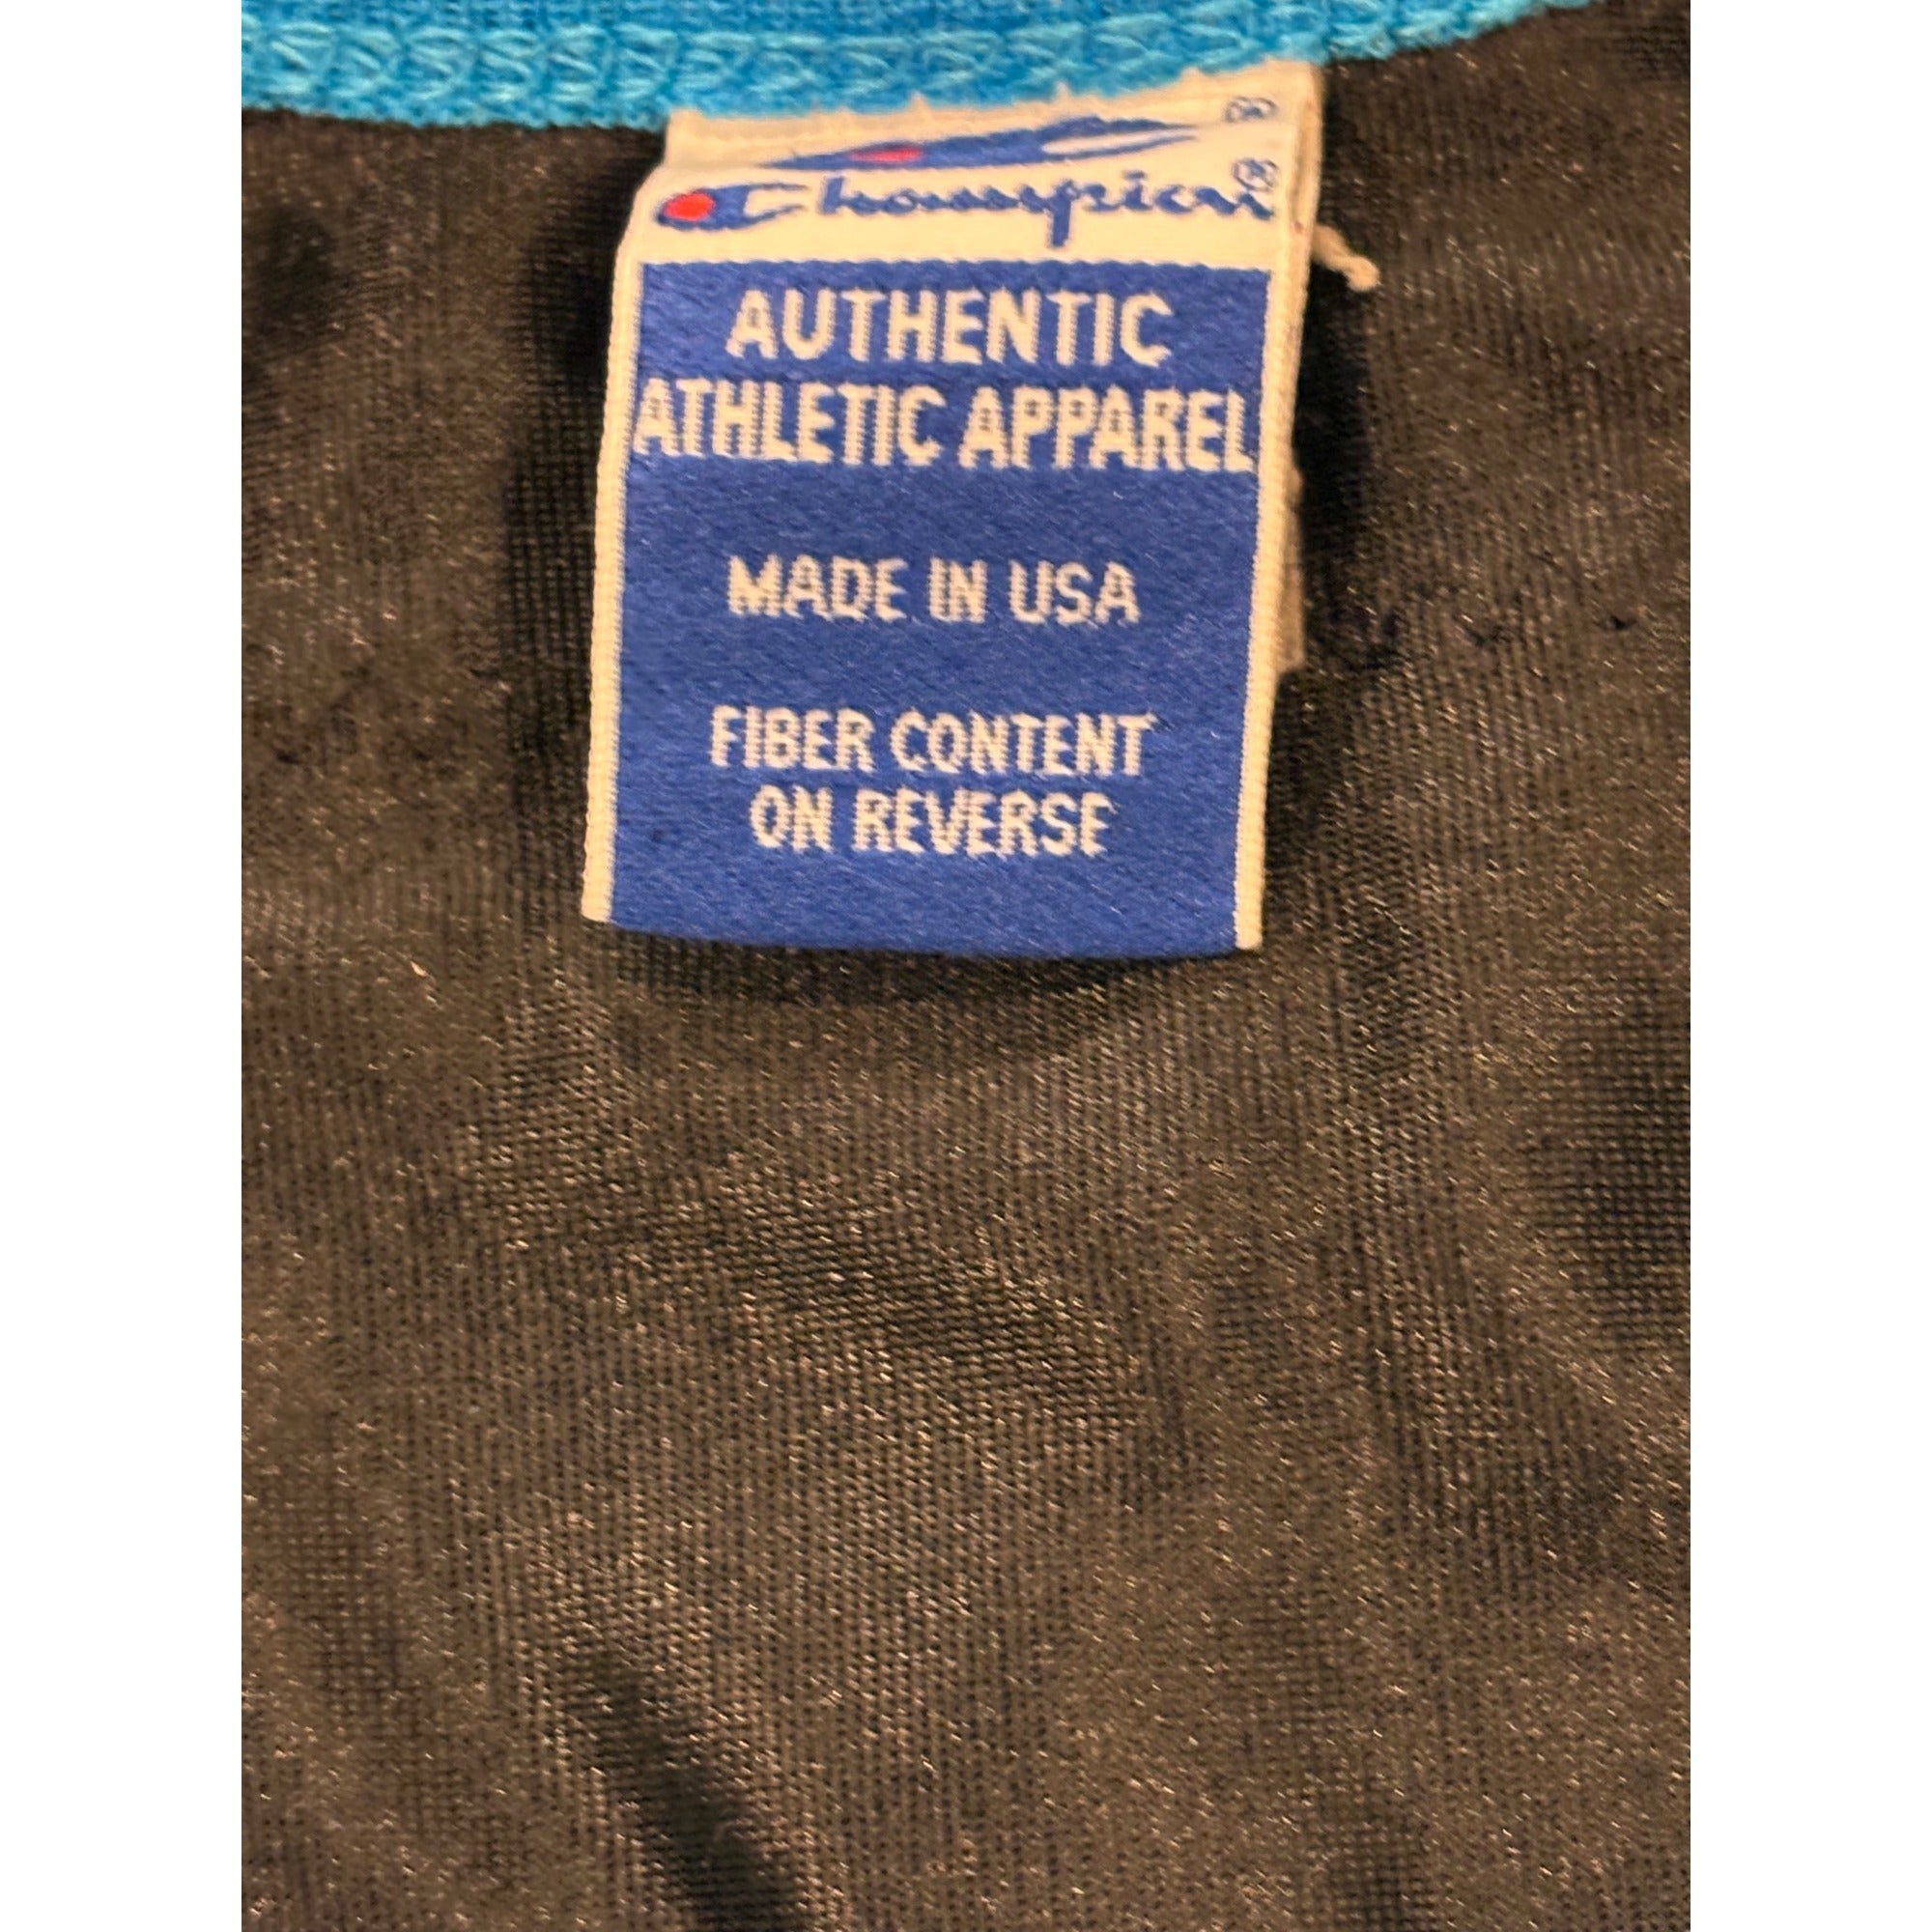 ®
Champion®
AUTHENTIC
ATHLETIC APPAREL
MADE IN USA
FIBER CONTENT
ON REVERSE